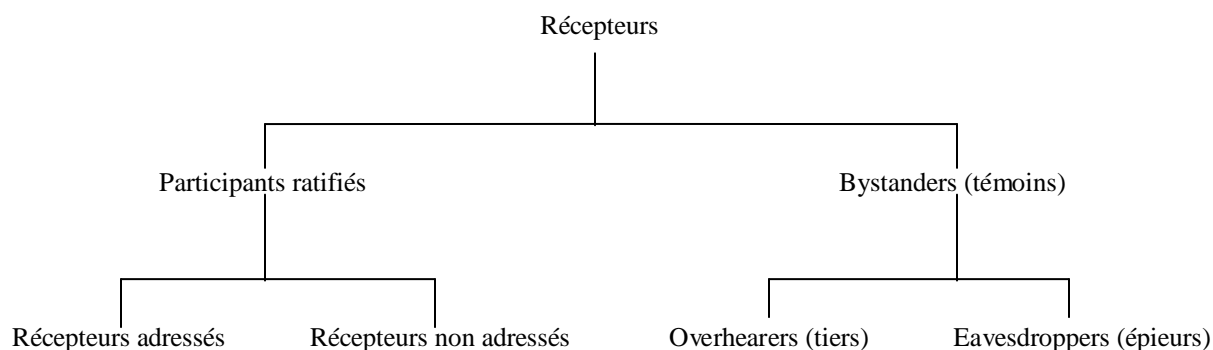 Récepteurs
Participants ratifiés
Bystanders (témoins)
Récepteurs adressés
Récepteurs non adressés
Overhearers (tiers)
Eavesdroppers (épieurs)